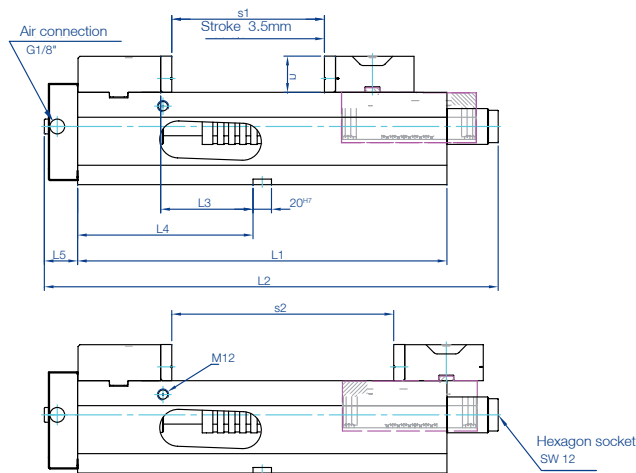 s1
Air connection
Stroke 3.5mm
G1/8"
u
L3
20H7
L4
L5
L1
L2
s2
M12
Hexagon socket
SW 12